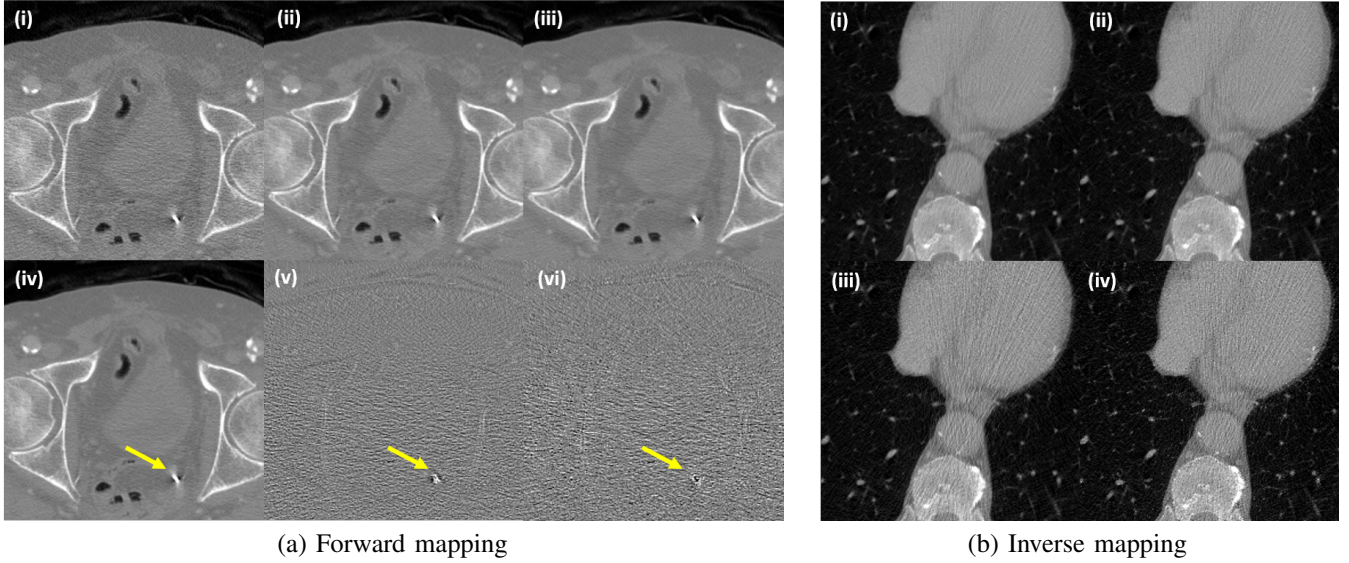 (i) (ii) (iii) (i) (ii)
(iv) (v) (vi) (iii) (iv)
(a) Forward mapping (b) Inverse mapping